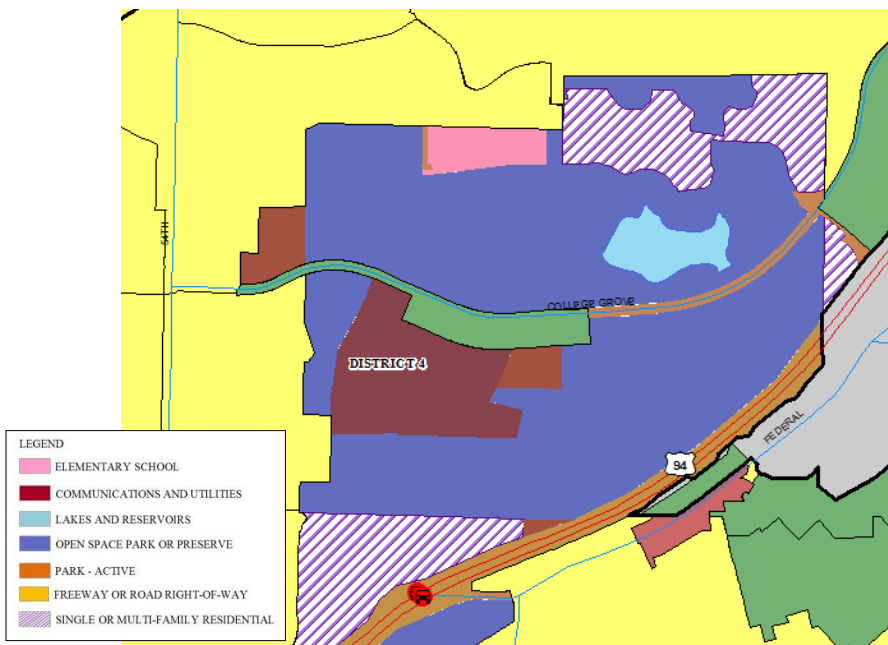 54TH
COLLEGE GROVE
DISTRICT 4
FEDERAL
94
LEGEND
ELEMENTARY SCHOOL
COMMUNICATIONS AND UTILITIES
LAKES AND RESERVOIRS
OPEN SPACE PARK OR PRESERVE
PARK - ACTIVE
FREEWAY OR ROAD RIGHT-OF-WAY
SINGLE OR MULTI-FAMILY RESIDENTIAL